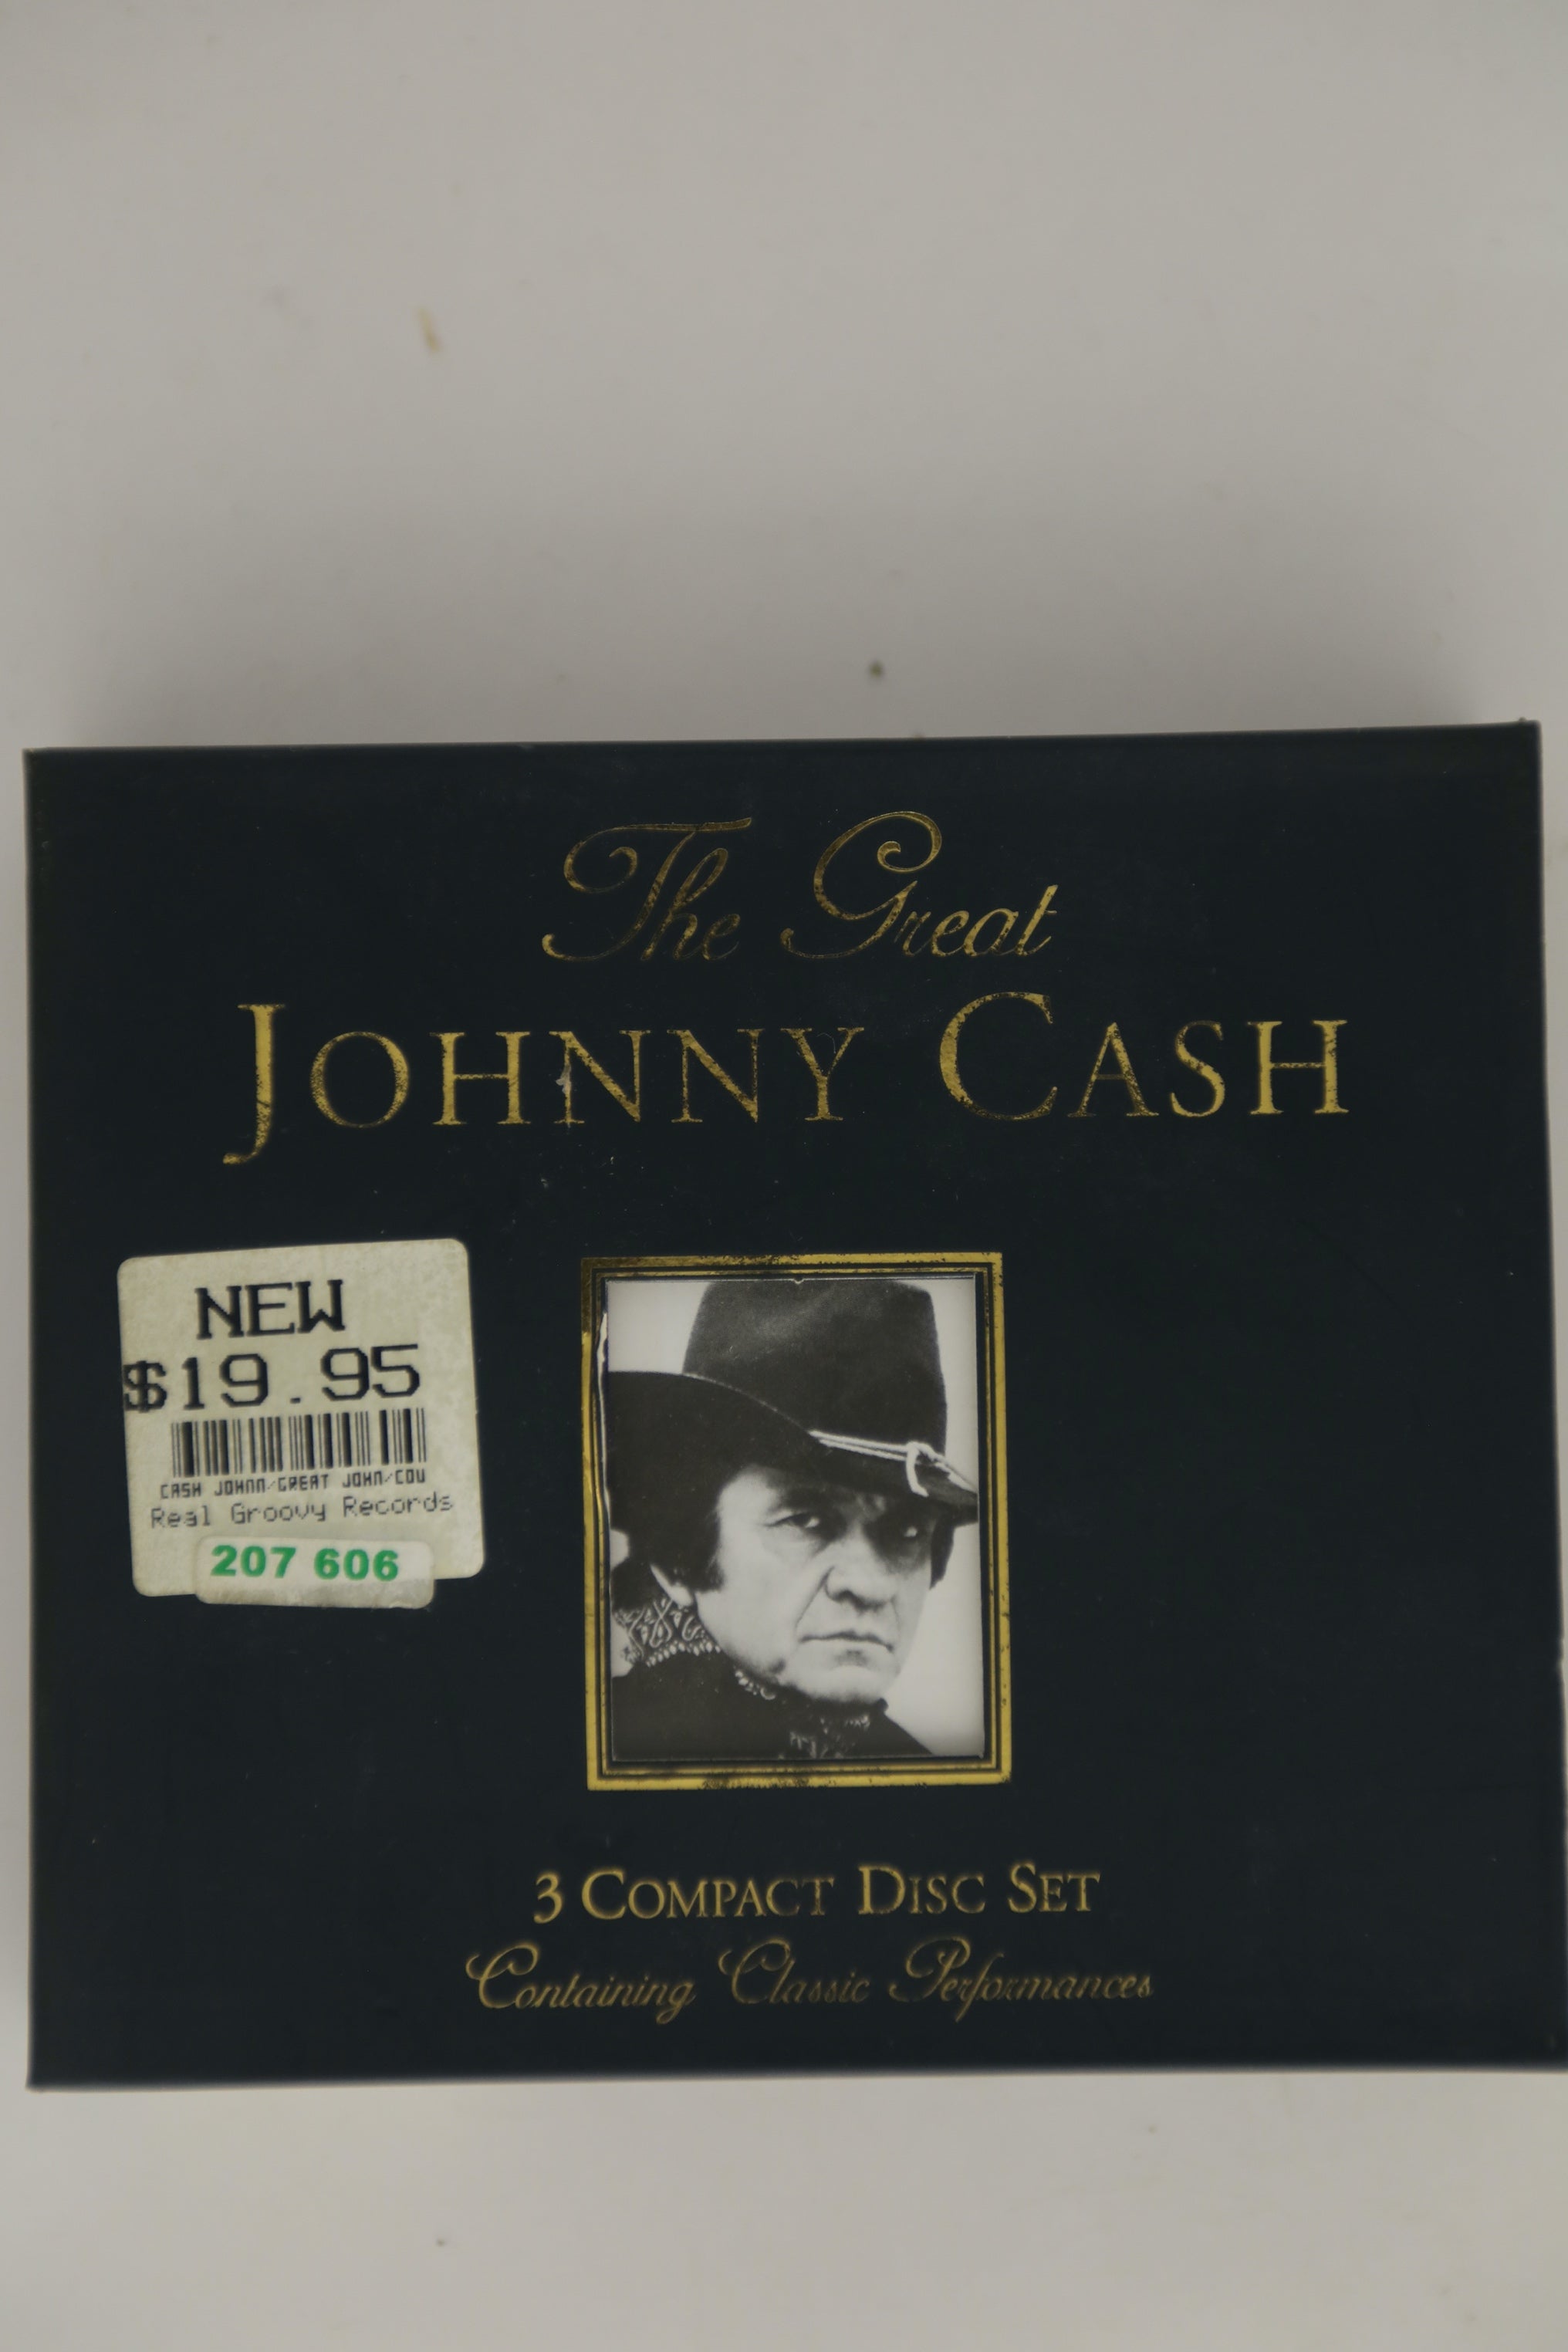 The Great
JOHNNY CASH
NEW
$19.95
CASH JOHNN/GREAT JOHN/COU
Real Groovy Records
207 606
3 COMPACT DISC SET
Containing Classic Performances